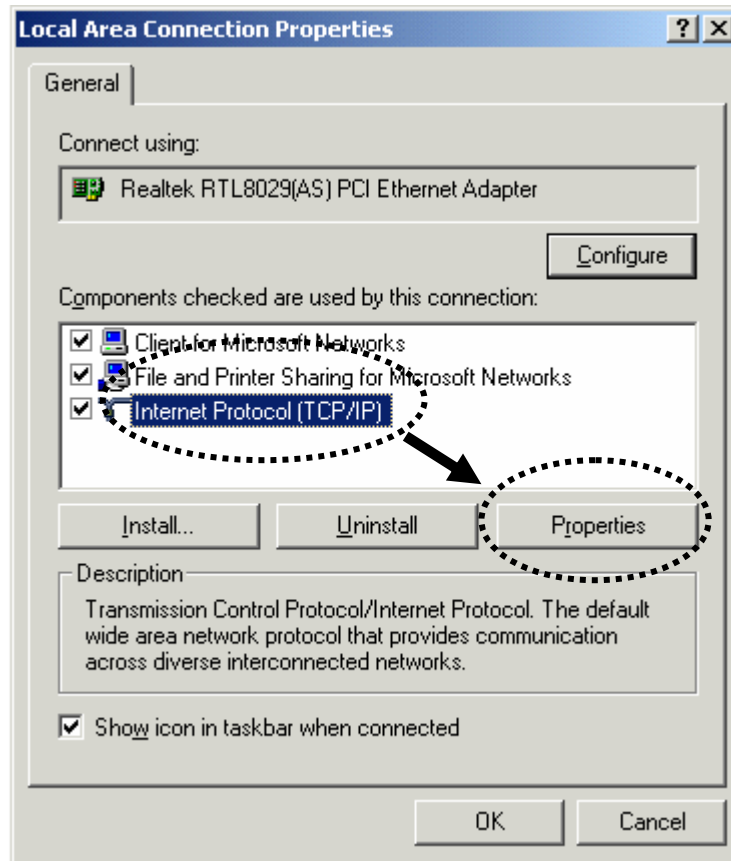 Local Area Connection Properties
General
Connect using:
Realtek RTL8029(AS) PCI Ethernet Adapter
Configure
Components checked are used by this connection:
Client for Microsoft Networks
File and Printer Sharing for Microsoft Networks
Internet Protocol (TCP/IP)
Install... Uninstall Properties
Description
Transmission Control Protocol/Internet Protocol. The default
wide area network protocol that provides communication
across diverse interconnected networks.
Show icon in taskbar when connected
OK Cancel